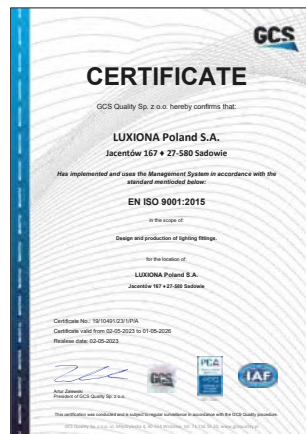 GCS
CERTIFICATE
GCS Quality Sp. z o.o. hereby confirms that:
LUXIONA Poland S.A.
Jacentów 167 ♦ 27-580 Sadowie
Has implemented and uses the Management System in accordance with the
standard mentioded below:
EN ISO 9001:2015
in the scope of:
Design and production of lighting fittings.
for the location of:
LUXIONA Poland S.A.
Jacentów 167 ♦ 27-580 Sadowie
Certificate No.: 19/10491/23/1/P/A
Certificate valid from 02-05-2023 to 01-05-2026
Realese date: 02-05-2023
Artur Zalewski
President of GCS Quality Sp. z o.o.
GCS
PCA
IAF
This certification was conducted and is subject to regular surveillance in accordance with the GCS Quality procedure.